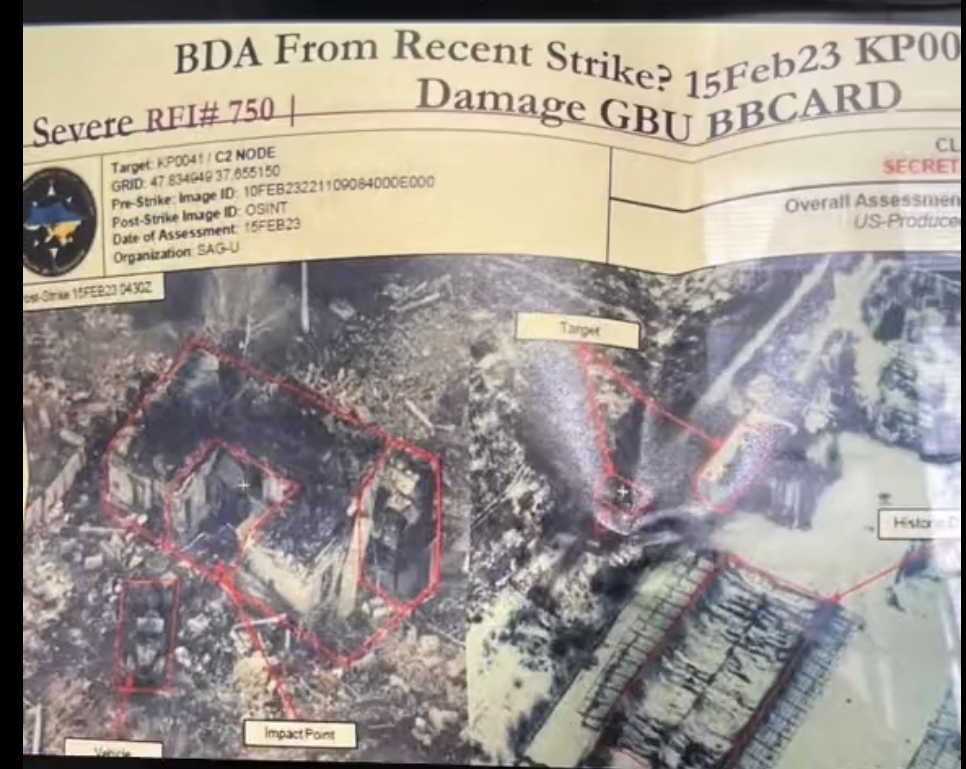 BDA From Recent Strike? 15Feb23 KP00
Severe RFI# 750 | Damage GBU BBCARD
Target: KP0041 / C2 NODE
GRID: 47.834949 37.655150
Pre-Strike: Image ID: 10FEB23221109084000E000
Post-Strike Image ID: OSINT
Date of Assessment: 15FEB23
Organization: SAG-U
CL
SECRET
Overall Assessmen
US-Produce
ost-Strike 15FEB23 0430Z
Target
Historic D
Impact Point
Vehicle